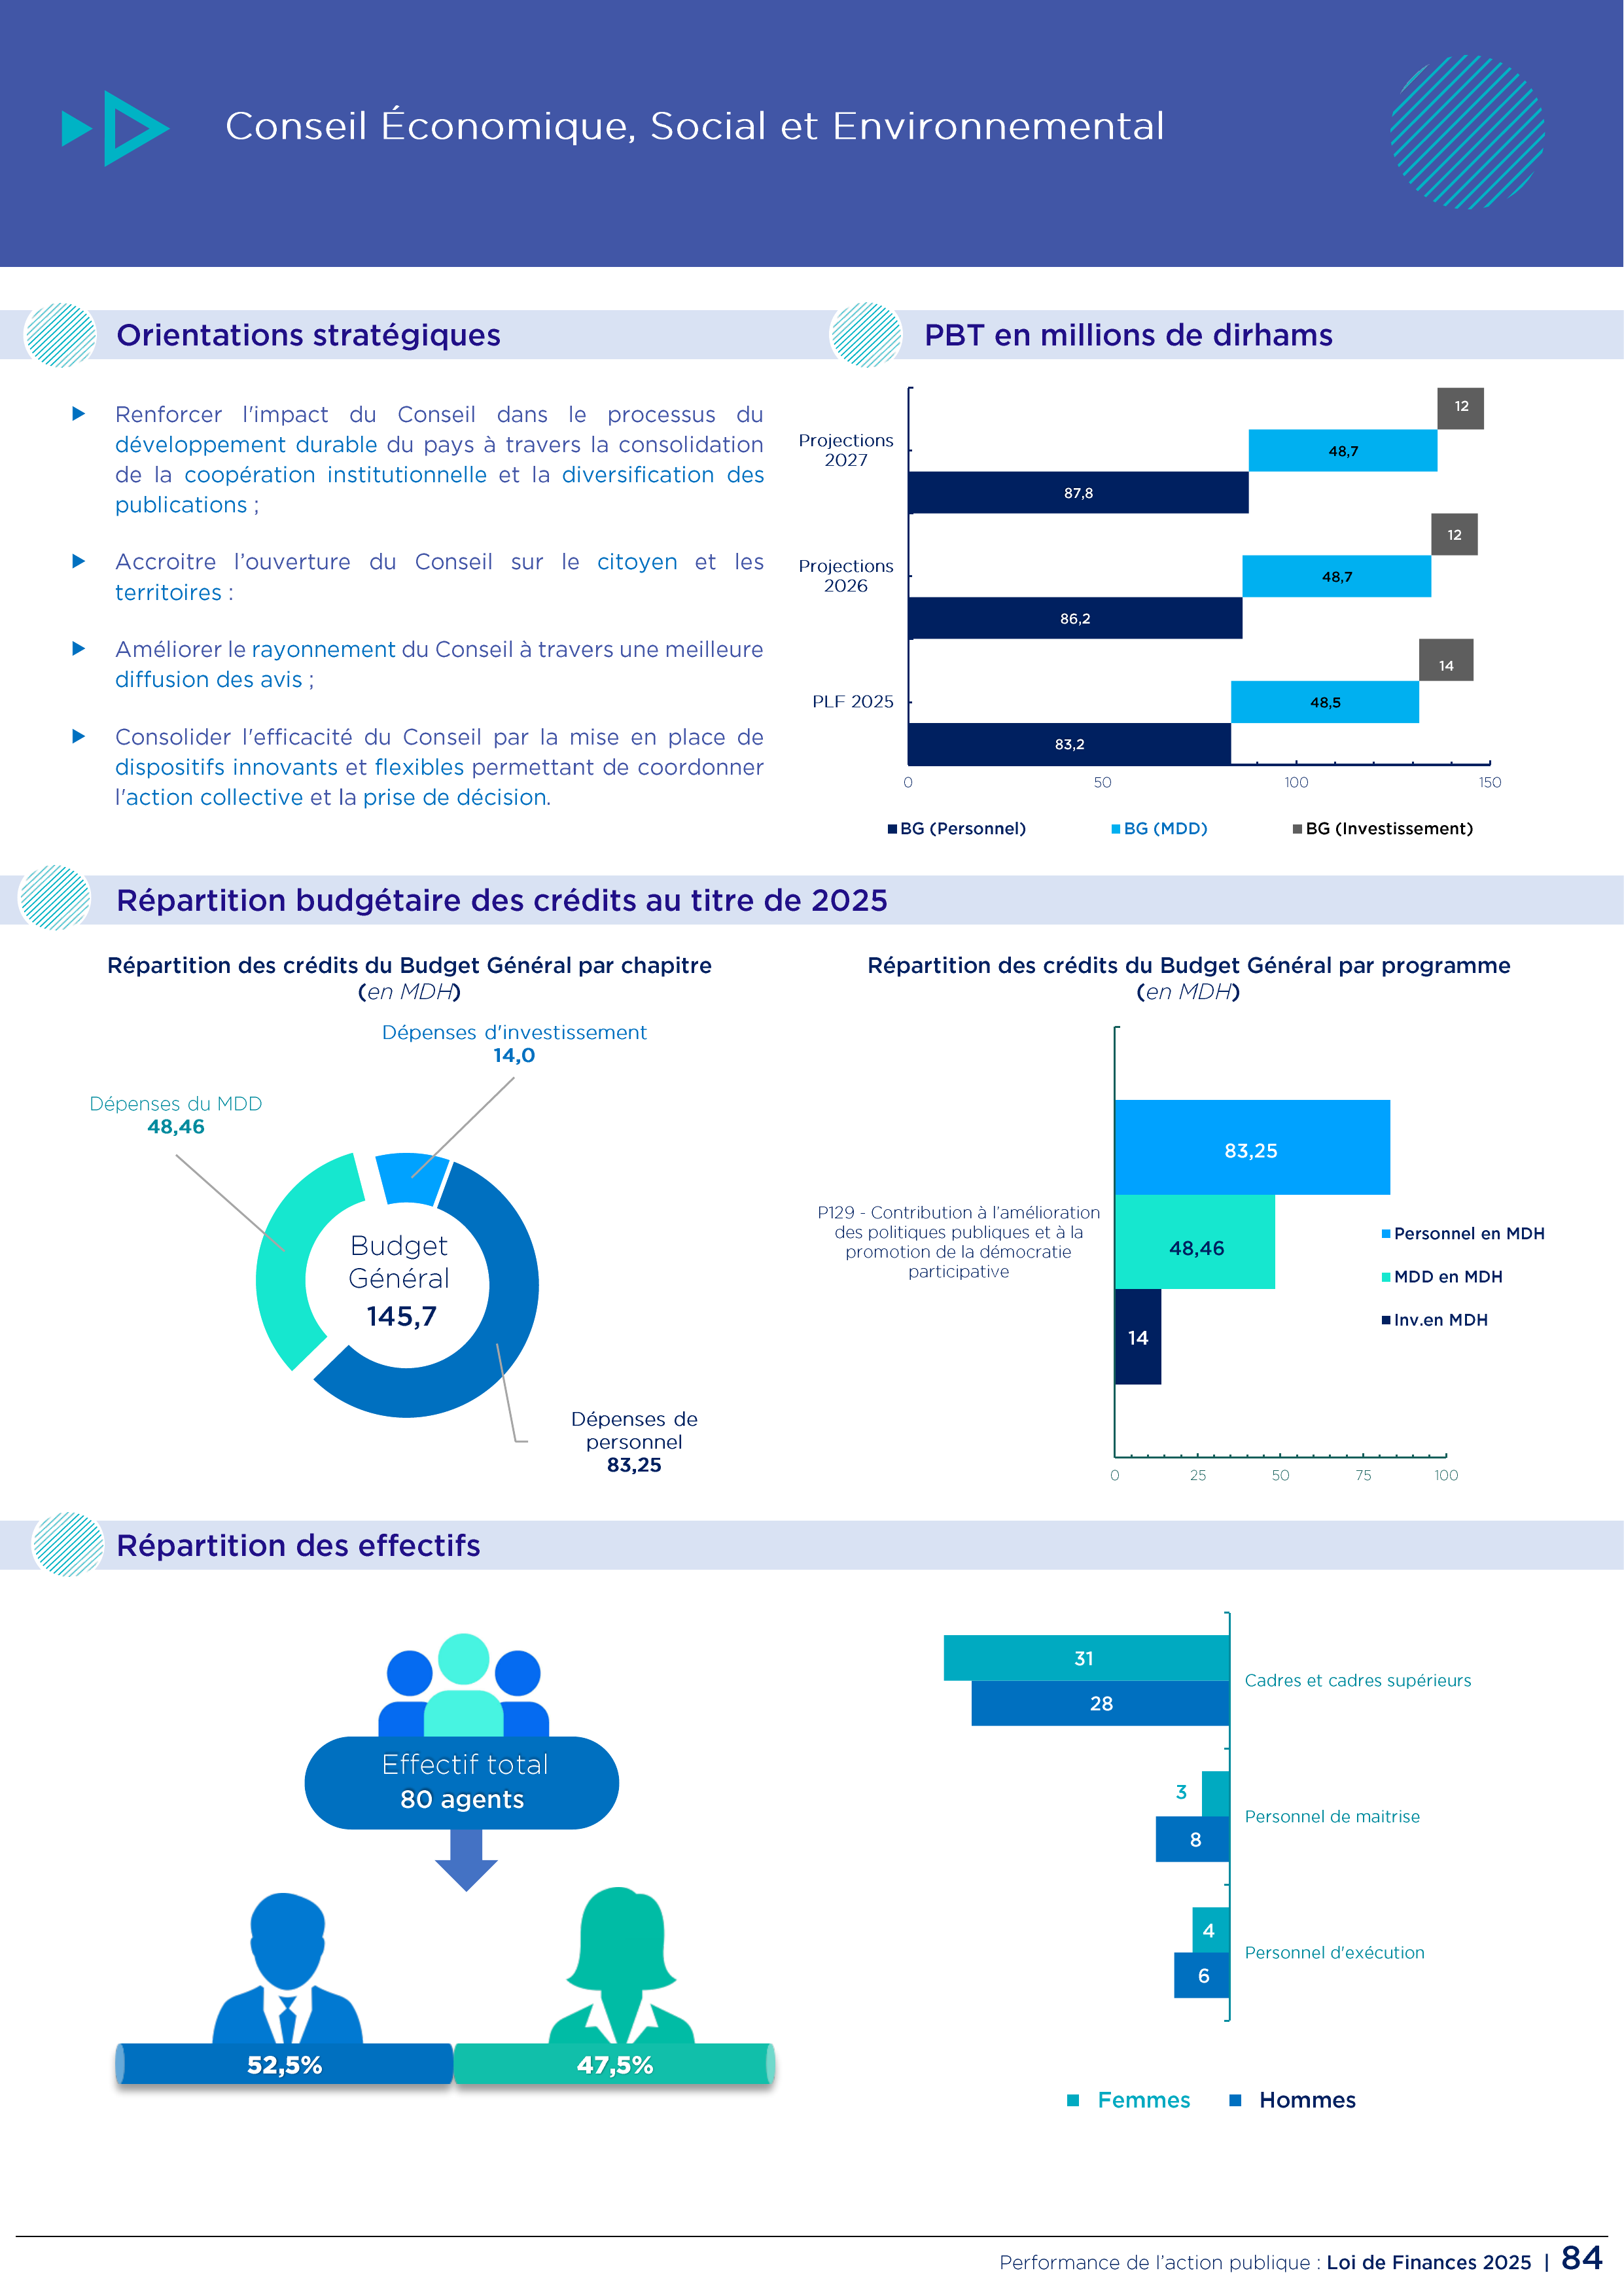 Conseil Économique, Social et Environnemental
Orientations stratégiques
Renforcer l'impact du Conseil dans le processus du
développement durable du pays à travers la consolidation
de la coopération institutionnelle et la diversification des
publications ;
Accroitre l’ouverture du Conseil sur le citoyen et les
territoires :
Améliorer le rayonnement du Conseil à travers une meilleure
diffusion des avis ;
Consolider l'efficacité du Conseil par la mise en place de
dispositifs innovants et flexibles permettant de coordonner
l'action collective et la prise de décision.
PBT en millions de dirhams
12
Projections
2027
48,7
87,8
12
Projections
2026
48,7
86,2
14
PLF 2025
48,5
83,2
0 50 100 150
BG (Personnel) BG (MDD) BG (Investissement)
Répartition budgétaire des crédits au titre de 2025
Répartition des crédits du Budget Général par chapitre
(en MDH)
Dépenses d'investissement
14,0
Dépenses du MDD
48,46
Budget
Général
145,7
Dépenses de
personnel
83,25
Répartition des crédits du Budget Général par programme
(en MDH)
83,25
P129 - Contribution à l’amélioration
des politiques publiques et à la
promotion de la démocratie
participative
48,46
14
Personnel en MDH
MDD en MDH
Inv.en MDH
0 25 50 75 100
Répartition des effectifs
Effectif total
80 agents
52,5% 47,5%
31
28
Cadres et cadres supérieurs
3
8
Personnel de maitrise
4
6
Personnel d'exécution
Femmes Hommes
Performance de l’action publique : Loi de Finances 2025 | 84